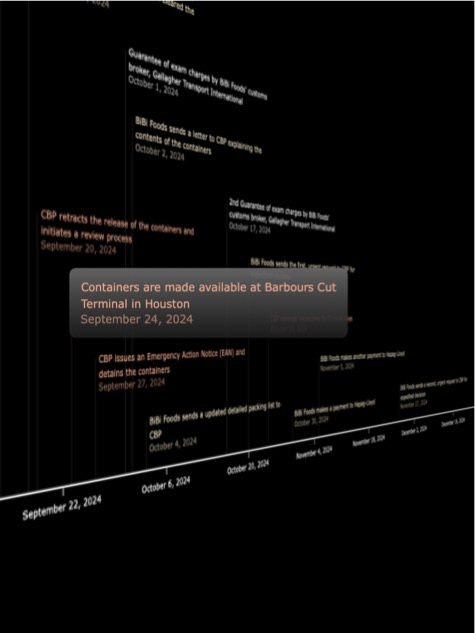 , 2024
ared the
Guarantee of exam charges by BiBi Foods' customs
broker, Gallagher Transport International
October 1, 2024
BiBi Foods sends a letter to CBP explaining the
contents of the containers
October 2, 2024
2nd Guarantee of exam charges by BiBi Foods'
customs broker, Gallagher Transport International
October 17, 2024
CBP retracts the release of the containers and
initiates a review process
September 20, 2024
BiBi Foods sends the first, urgent request to CBP for
Containers are made available at Barbours Cut
Terminal in Houston
September 24, 2024
CBP issues an Emergency Action Notice (EAN) and
detains the containers
September 27, 2024
BiBi Foods makes another payment to Hapag-Lloyd
November 5, 2024
BiBi Foods sends a second, urgent request to CBP for
expedited decision
November 27, 2024
BiBi Foods sends a updated detailed packing list to
CBP
October 4, 2024
BiBi Foods makes a payment to Hapag-Lloyd
October 30, 2024
September 22, 2024
October 6, 2024
October 20, 2024
November 4, 2024
November 18, 2024
December 2, 2024
December 16, 2024